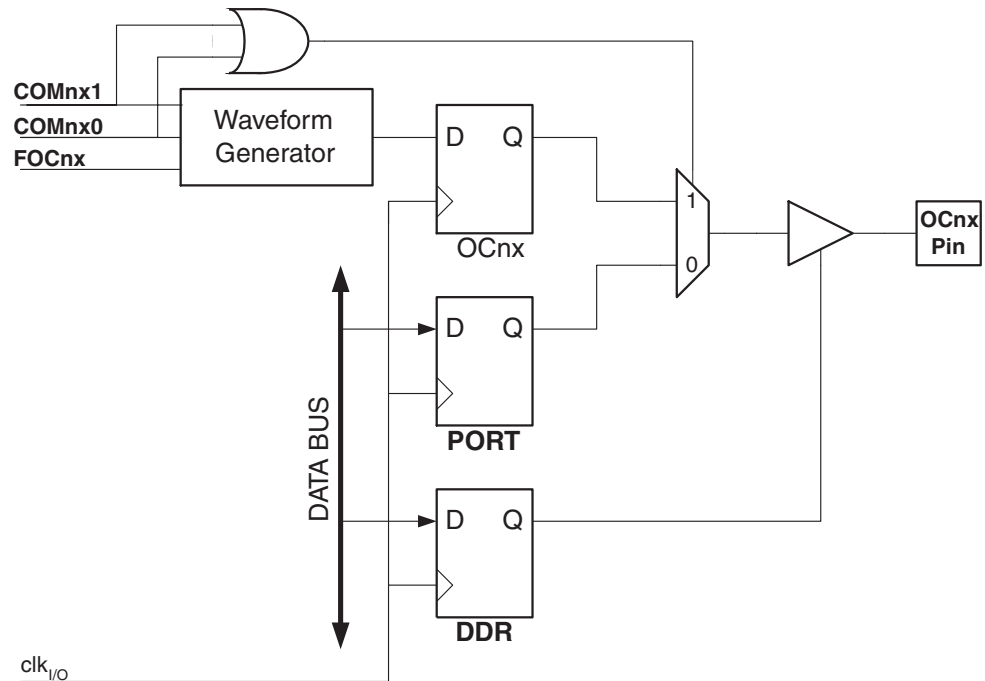 COMnx1
COMnx0
FOCnx
Waveform
Generator
D Q
OCnx
1
0
OCnx
Pin
D Q
PORT
DATA BUS
D Q
DDR
clkI/O